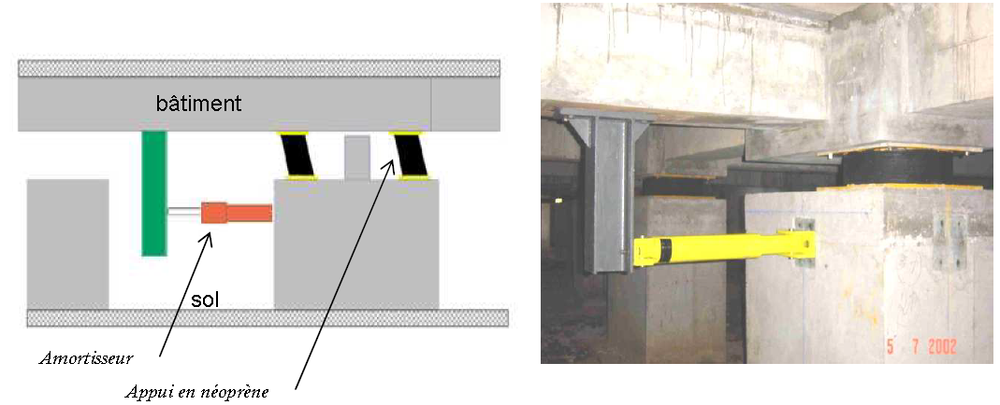 bâtiment
sol
Amortisseur
Appui en néoprène
5 7 2002